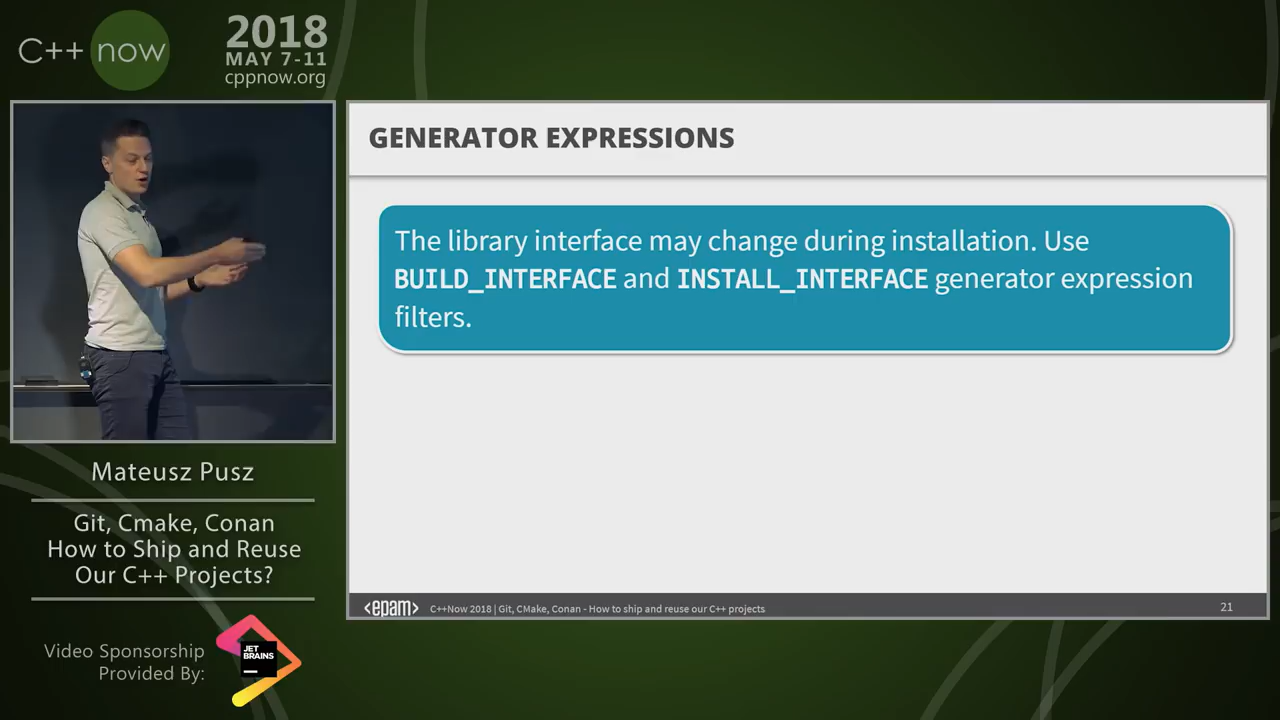 C++ now
2018
MAY 7-11
cppnow.org
GENERATOR EXPRESSIONS
The library interface may change during installation. Use
BUILD_INTERFACE and INSTALL_INTERFACE generator expression
filters.
Mateusz Pusz
Git, Cmake, Conan
How to Ship and Reuse
Our C++ Projects?
Video Sponsorship
Provided By:
JET
BRAINS
<epam>
C++Now 2018 | Git, CMake, Conan - How to ship and reuse our C++ projects
21